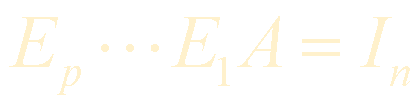 E_p ⋯ E_1 A = I_n